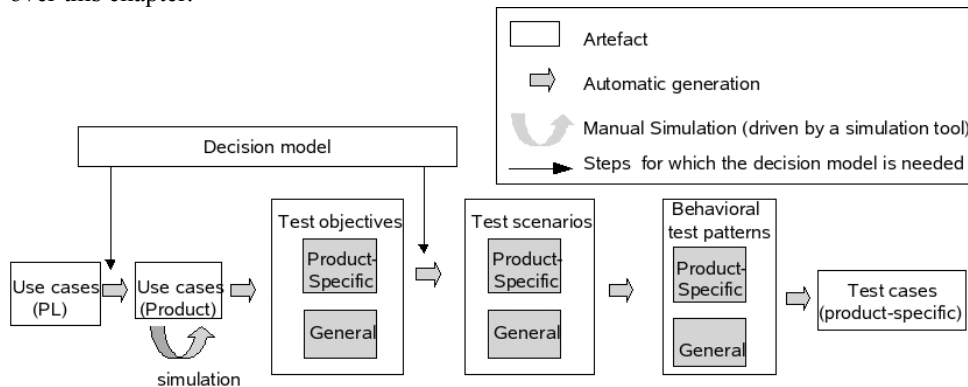 over this chapter.
Artefact
Automatic generation
Manual Simulation (driven by a simulation tool)
Steps for which the decision model is needed
Decision model
Use cases
(PL)
Use cases
(Product)
simulation
Test objectives
Product-
Specific
General
Test scenarios
Product-
Specific
General
Behavioral
test patterns
Product-
Specific
General
Test cases
(product-specific)